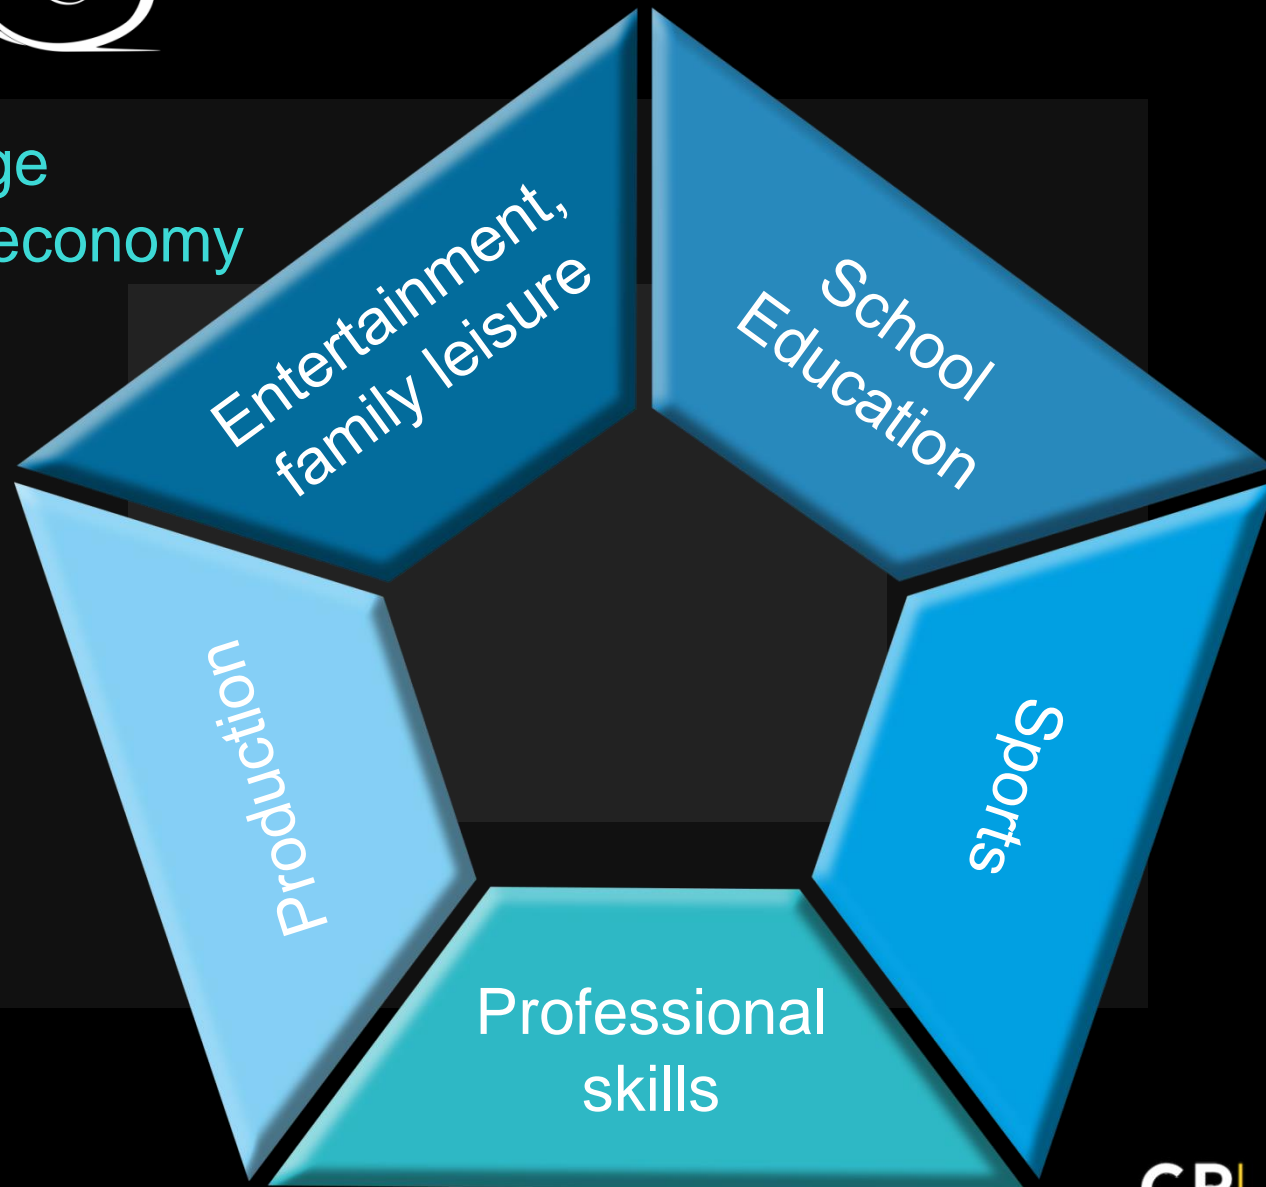 ge
economy
Entertainment,
family leisure
School
Education
Production
Sports
Professional
skills